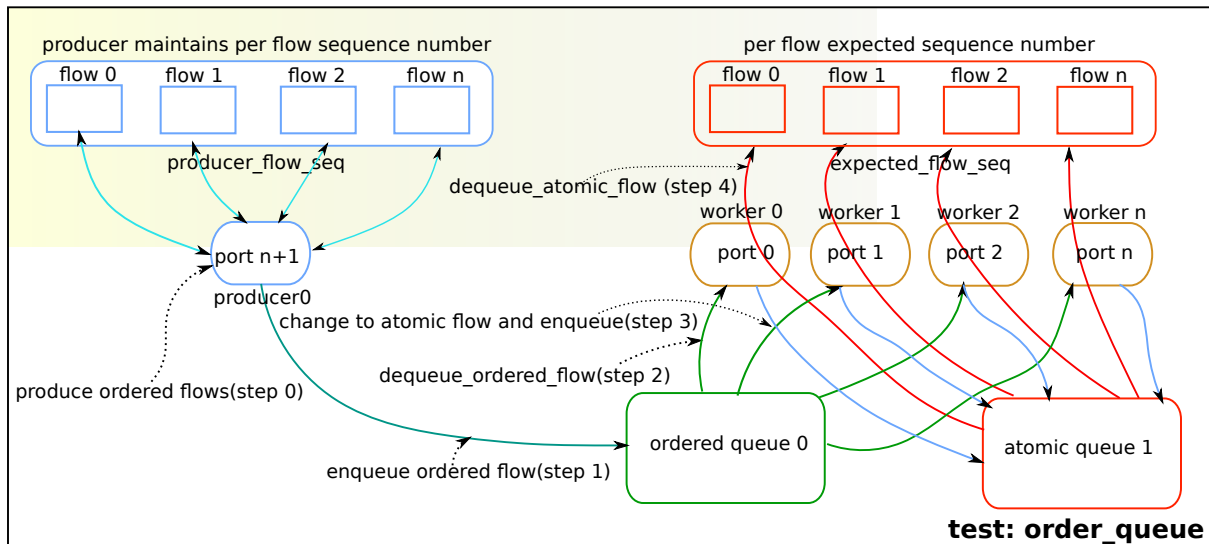 producer maintains per flow sequence number
flow 0
flow 1
flow 2
flow n
producer_flow_seq
per flow expected sequence number
flow 0
flow 1
flow 2
flow n
expected_flow_seq
dequeue_atomic_flow (step 4)
worker 0
worker 1
worker 2
worker n
port 0
port 1
port 2
port n
port n+1
producer0
change to atomic flow and enqueue(step 3)
dequeue_ordered_flow(step 2)
produce ordered flows(step 0)
ordered queue 0
atomic queue 1
enqueue ordered flow(step 1)
test: order_queue